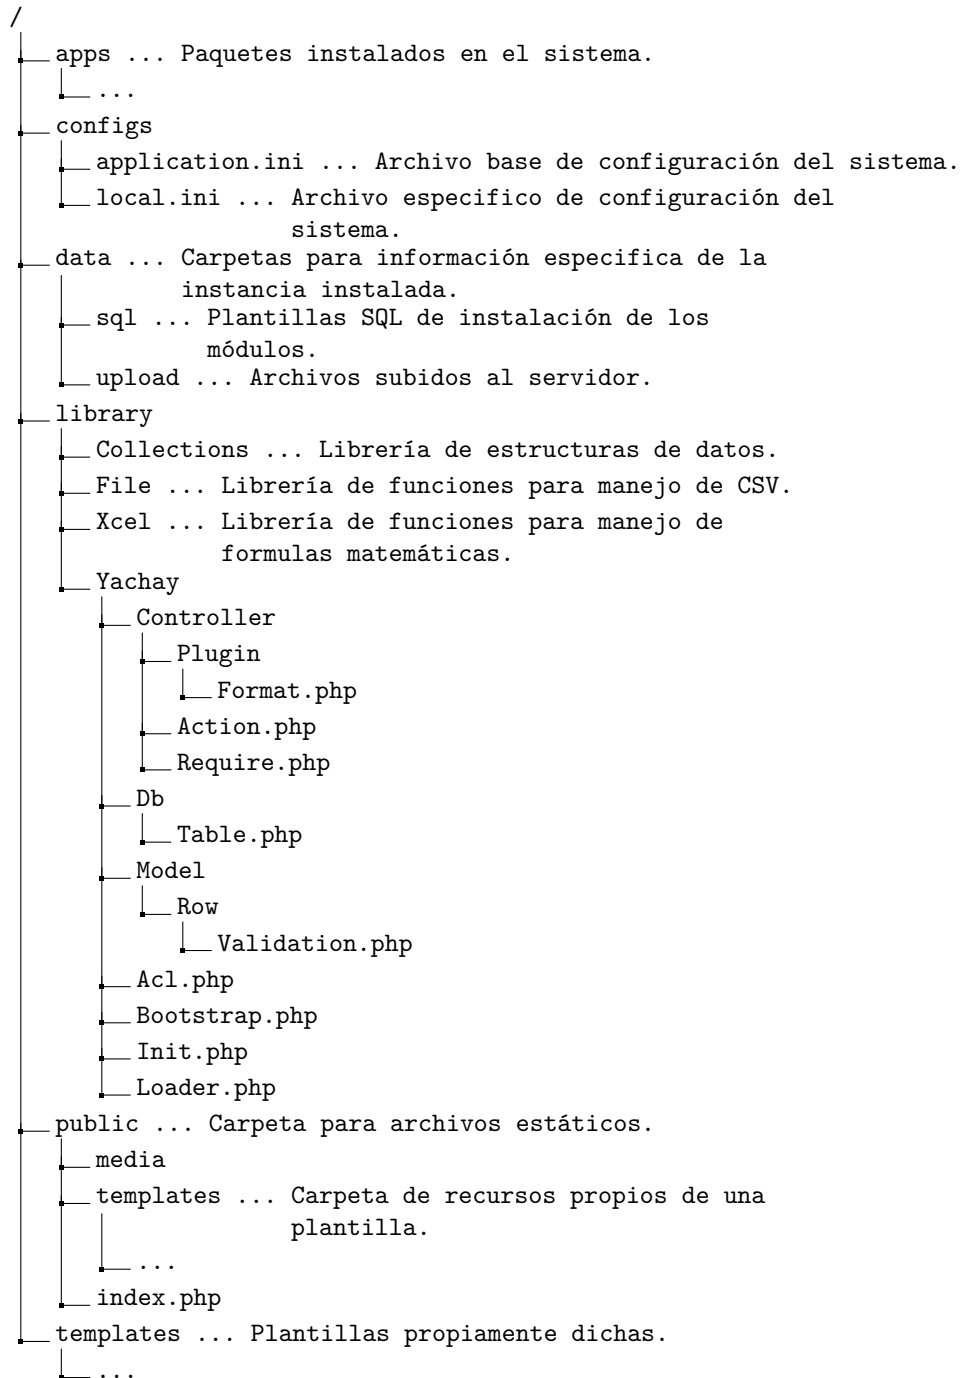 /
apps ... Paquetes instalados en el sistema.
...
configs
application.ini ... Archivo base de configuración del sistema.
local.ini ... Archivo especifico de configuración del
sistema.
data ... Carpetas para información especifica de la
instancia instalada.
sql ... Plantillas SQL de instalación de los
módulos.
upload ... Archivos subidos al servidor.
library
Collections ... Librería de estructuras de datos.
File ... Librería de funciones para manejo de CSV.
Xcel ... Librería de funciones para manejo de
formulas matemáticas.
Yachay
Controller
Plugin
Format.php
Action.php
Require.php
Db
Table.php
Model
Row
Validation.php
Acl.php
Bootstrap.php
Init.php
Loader.php
public ... Carpeta para archivos estáticos.
media
templates ... Carpeta de recursos propios de una
plantilla.
...
index.php
templates ... Plantillas propiamente dichas.
...